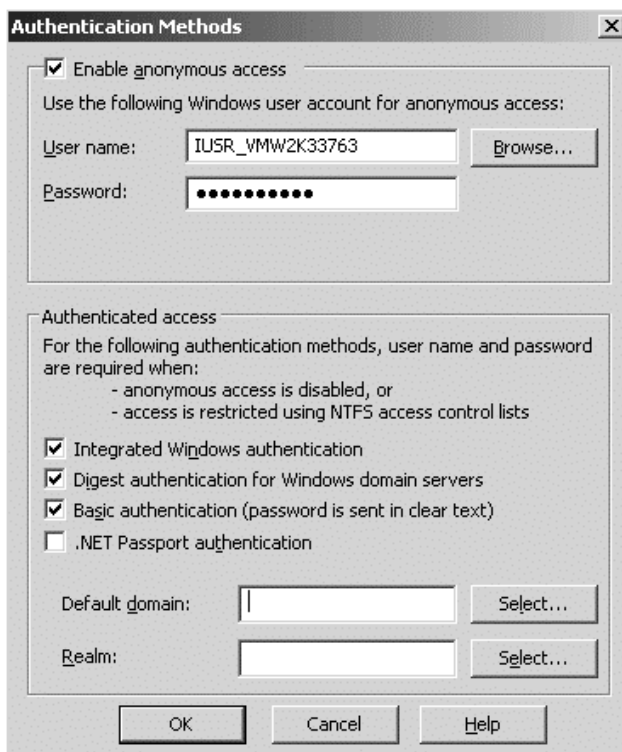 Authentication Methods
Enable anonymous access
Use the following Windows user account for anonymous access:
User name: IUSR_VMW2K33763 Browse...
Password: ●●●●●●●●●●
Authenticated access
For the following authentication methods, user name and password
are required when:
- anonymous access is disabled, or
- access is restricted using NTFS access control lists
Integrated Windows authentication
Digest authentication for Windows domain servers
Basic authentication (password is sent in clear text)
.NET Passport authentication
Default domain: Select...
Realm: Select...
OK Cancel Help